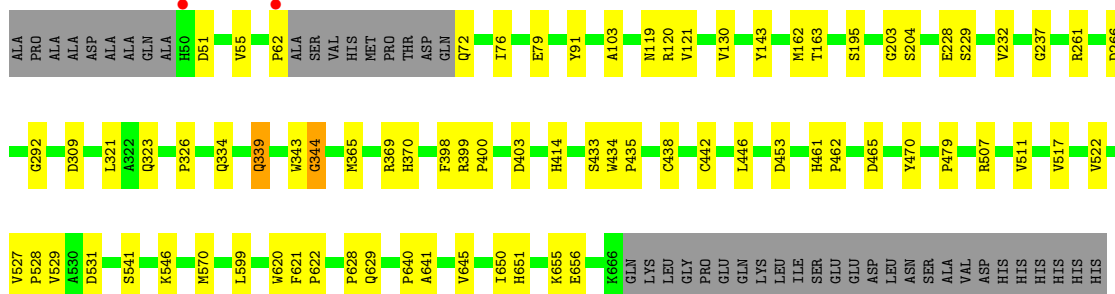 ALA PRO ALA ALA ASP ALA ALA GLN ALA H50 D51 V55 P62 ALA SER VAL HIS MET PRO THR ASP GLN Q72 I76 E79 Y91 A103 N119 R120 V121 V130 Y143 M162 T163 S195 G203 S204 E228 S229 V232 G237 R261 D266
G292 D309 L321 A322 Q323 P326 Q334 Q339 W343 G344 M365 R369 H370 F398 R399 P400 D403 H414 S433 W434 P435 C438 C442 L446 D453 H461 P462 D465 Y470 P479 R507 V511 V517 V522
V527 P528 V529 A530 D531 S541 K546 M570 L599 W620 F621 P622 P628 Q629 P640 A641 V645 I650 H651 K655 E656 K666 GLN LYS LEU GLY PRO GLU GLN LYS LEU ILE SER GLU GLU ASP LEU ASN SER ALA VAL ASP HIS HIS HIS HIS HIS HIS